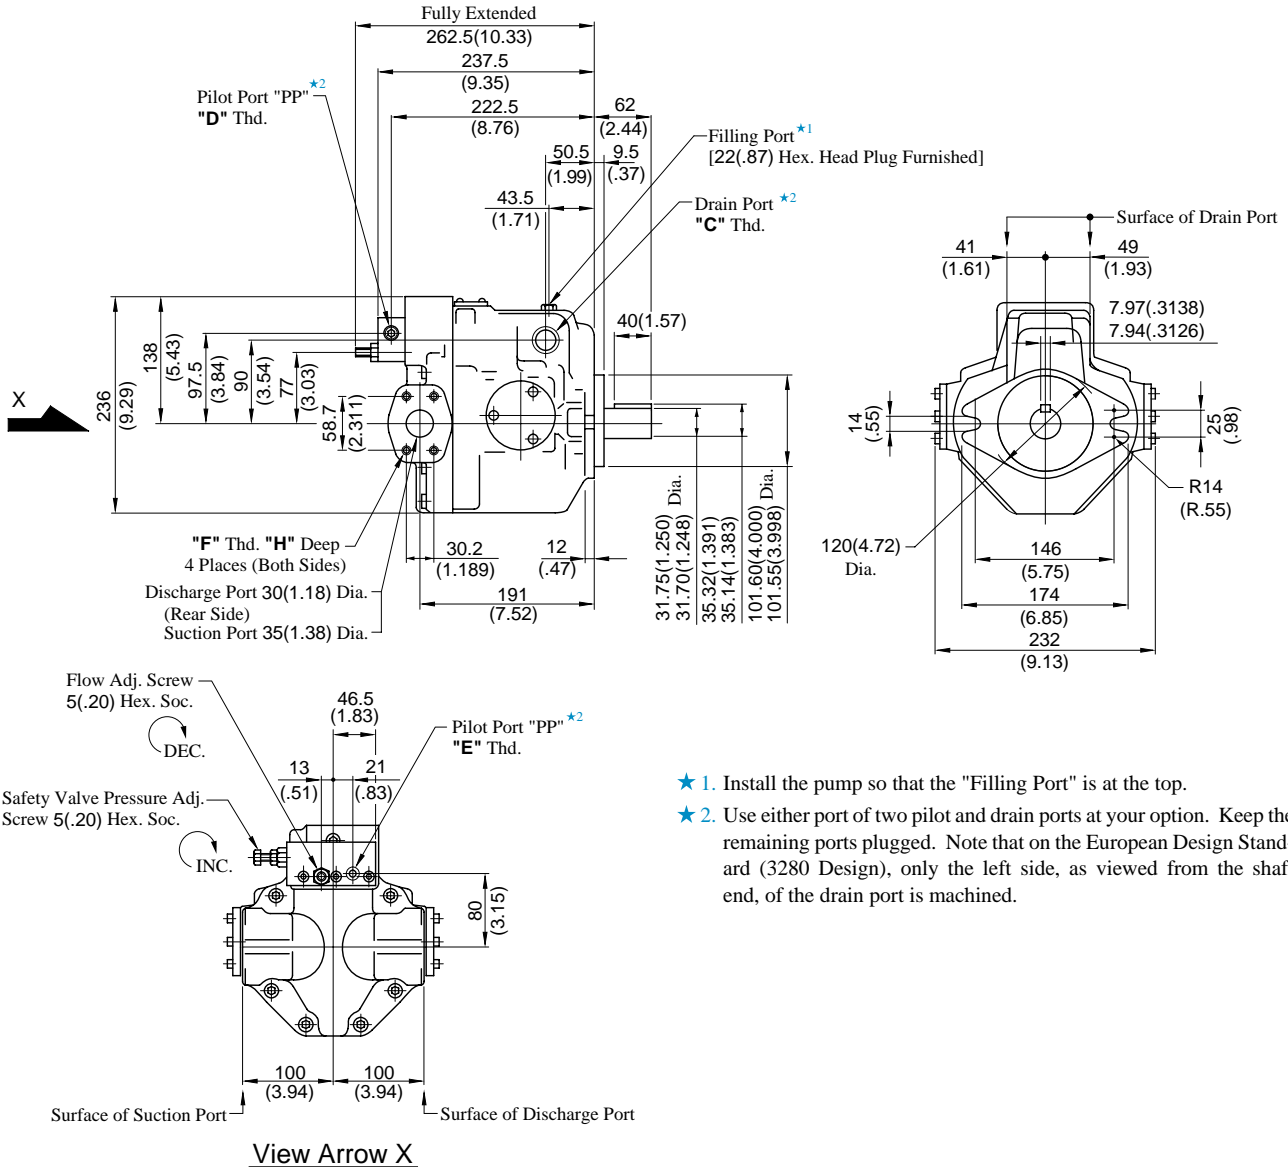 Fully Extended
262.5(10.33)
237.5
(9.35)
Pilot Port "PP"★2
"D" Thd.
222.5
(8.76)
62
(2.44)
Filling Port★1
[22(.87) Hex. Head Plug Furnished]
50.5
(1.99)
9.5
(.37)
43.5
(1.71)
Drain Port ★2
"C" Thd.
40(1.57)
X
236
(9.29)
138
(5.43)
97.5
(3.84)
90
(3.54)
77
(3.03)
58.7
(2.311)
"F" Thd. "H" Deep
4 Places (Both Sides)
30.2
(1.189)
12
(.47)
Discharge Port 30(1.18) Dia.
(Rear Side)
Suction Port 35(1.38) Dia.
191
(7.52)
31.75(1.250) Dia.
31.70(1.248)
35.32(1.391)
35.14(1.383)
101.60(4.000) Dia.
101.55(3.998)
Surface of Drain Port
41
(1.61)
49
(1.93)
7.97(.3138)
7.94(.3126)
14
(.55)
25
(.98)
R14
(R.55)
120(4.72)
Dia.
146
(5.75)
174
(6.85)
232
(9.13)
Flow Adj. Screw
5(.20) Hex. Soc.
DEC.
46.5
(1.83)
Pilot Port "PP"★2
"E" Thd.
13
(.51)
21
(.83)
Safety Valve Pressure Adj.
Screw 5(.20) Hex. Soc.
INC.
80
(3.15)
100
(3.94)
100
(3.94)
Surface of Suction Port
Surface of Discharge Port
View Arrow X
★ 1. Install the pump so that the "Filling Port" is at the top.
★ 2. Use either port of two pilot and drain ports at your option. Keep the
remaining ports plugged. Note that on the European Design Stand-
ard (3280 Design), only the left side, as viewed from the shaf
end, of the drain port is machined.